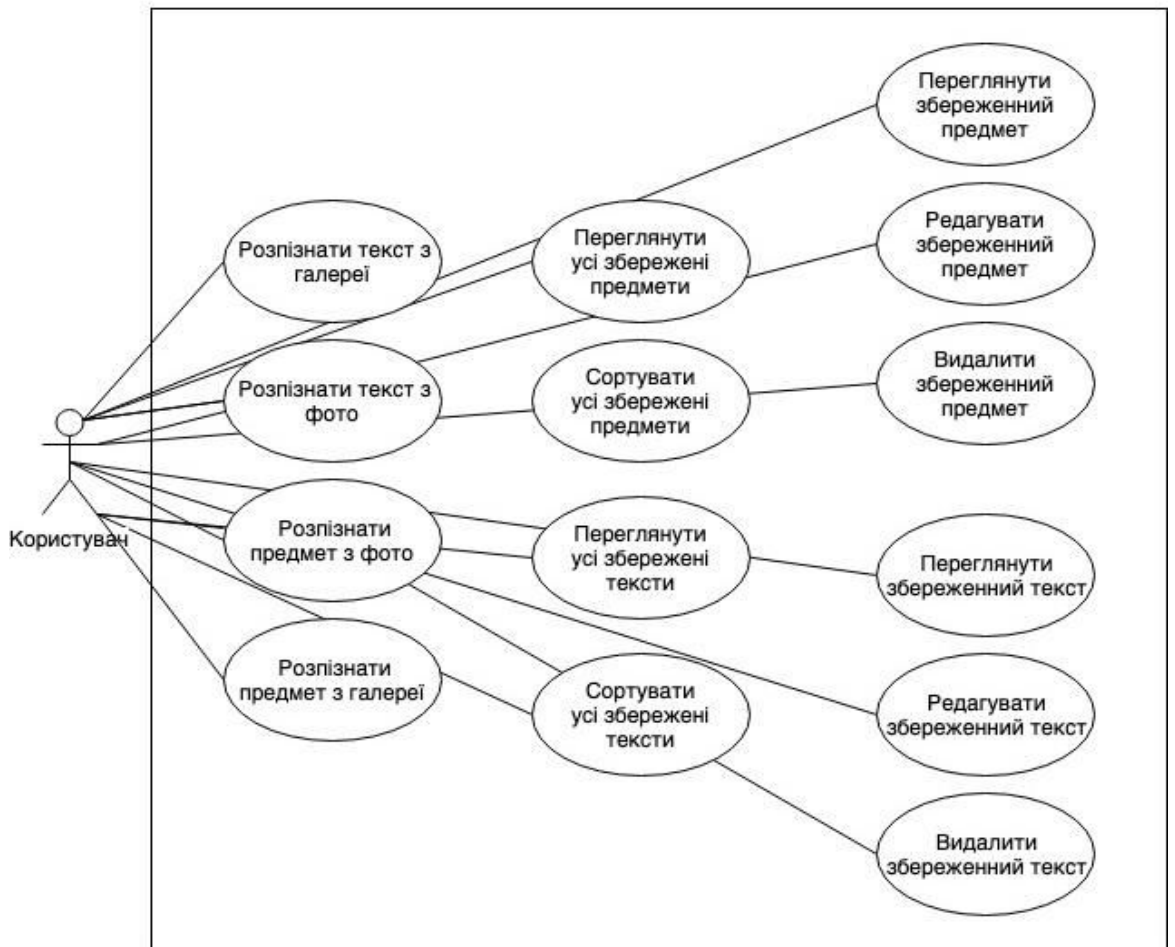 Переглянути
збереженний
предмет
Розпізнати текст з
галереї
Переглянути
усі збережені
предмети
Редагувати
збереженний
предмет
Розпізнати текст з
фото
Сортувати
усі збережені
предмети
Видалити
збереженний
предмет
Користувач
Розпізнати
предмет з фото
Переглянути
усі збережені
тексти
Переглянути
збереженний текст
Розпізнати
предмет з галереї
Сортувати
усі збережені
тексти
Редагувати
збереженний текст
Видалити
збереженний текст